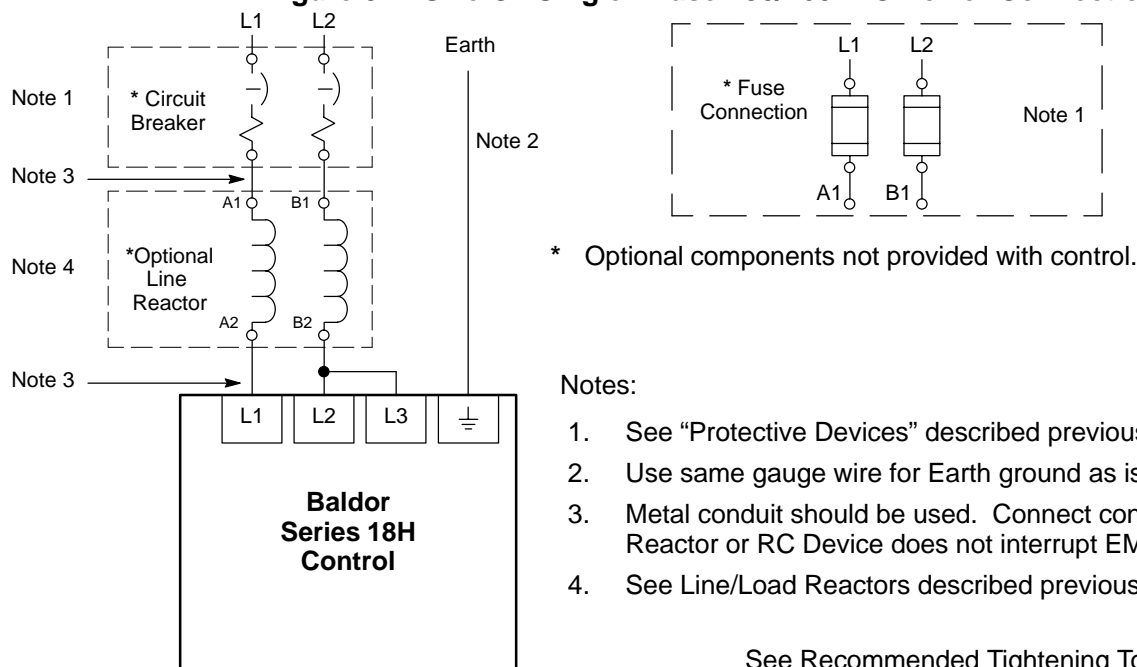 L1 L2
Earth
Note 1
* Circuit
Breaker
Note 2
Note 3
A1 B1
Note 4
*Optional
Line
Reactor
A2 B2
Note 3
L1 L2 L3
Baldor
Series 18H
Control
L1 L2
* Fuse
Connection
Note 1
A1 B1
* Optional components not provided with control.
Notes:
1. See “Protective Devices” described previous
2. Use same gauge wire for Earth ground as is
3. Metal conduit should be used. Connect con
Reactor or RC Device does not interrupt EM
4. See Line/Load Reactors described previous
See Recommended Tightening To